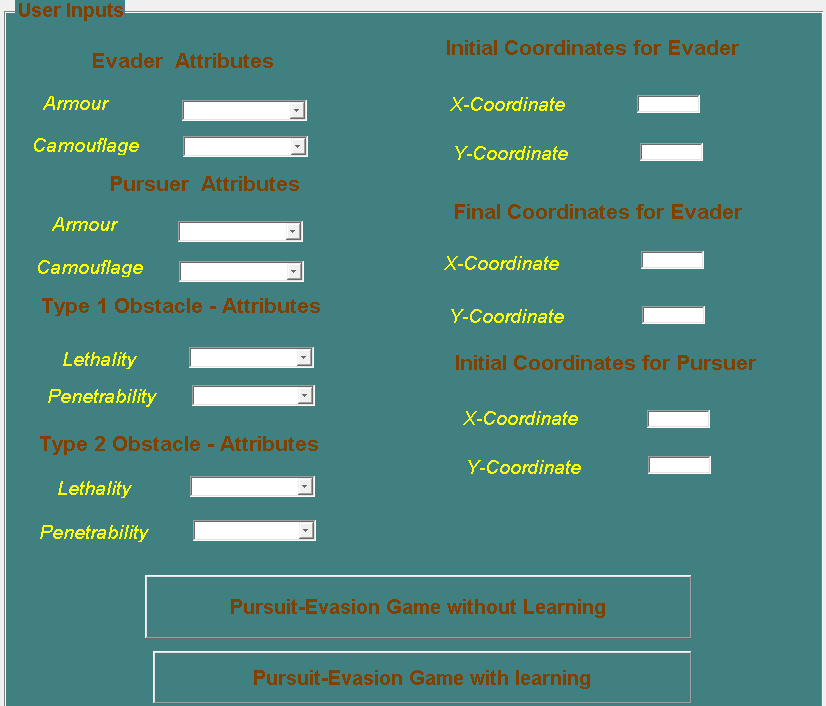 User Inputs
Evader Attributes
Armour
Camouflage
Pursuer Attributes
Armour
Camouflage
Type 1 Obstacle - Attributes
Lethality
Penetrability
Type 2 Obstacle - Attributes
Lethality
Penetrability
Initial Coordinates for Evader
X-Coordinate
Y-Coordinate
Final Coordinates for Evader
X-Coordinate
Y-Coordinate
Initial Coordinates for Pursuer
X-Coordinate
Y-Coordinate
Pursuit-Evasion Game without Learning
Pursuit-Evasion Game with learning